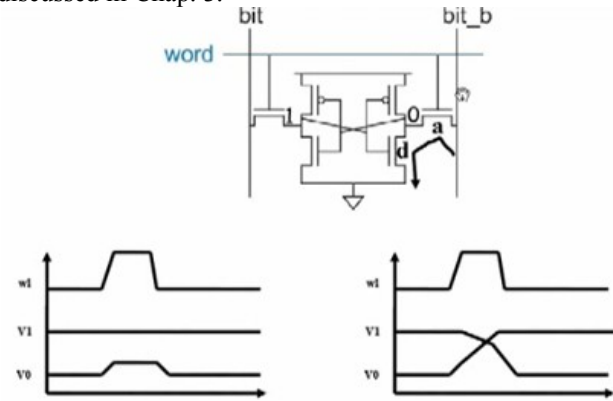 discussed in Chap. 3.
bit bit_b
word
1 0
a
d
wl wl
V1 V1
V0 V0